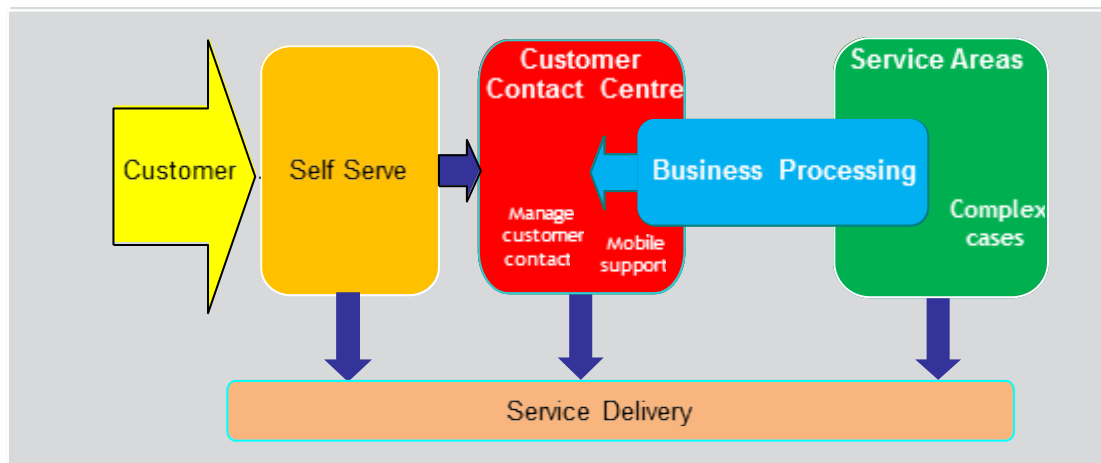 Customer
Self Serve
Customer
Contact Centre
Manage
customer
contact
Mobile
support
Business Processing
Service Areas
Complex
cases
Service Delivery